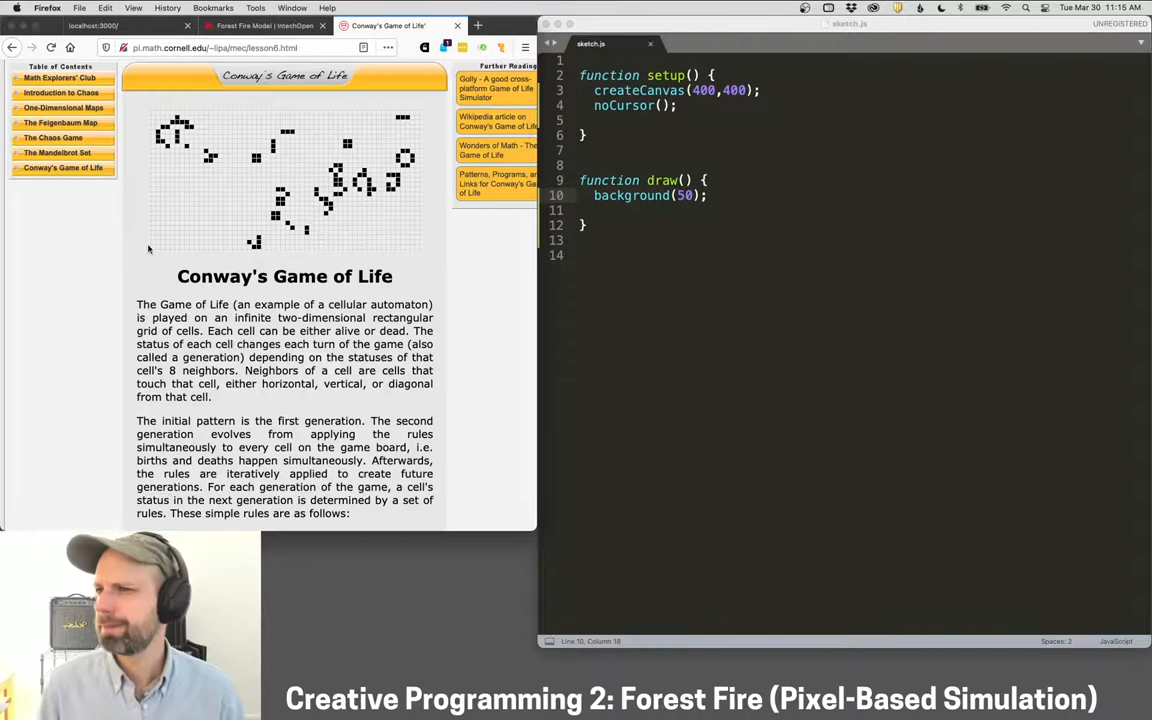 Firefox File Edit View History Bookmarks Tools Window Help
Tue Mar 30 11:15 AM
localhost:3000/
Forest Fire Model | IntechOpen
Conway's Game of Life'
pi.math.cornell.edu/~lipa/mec/lesson6.html
Table of Contents
Math Explorers' Club
Introduction to Chaos
One-Dimensional Maps
The Feigenbaum Map
The Chaos Game
The Mandelbrot Set
Conway's Game of Life
Conway's Game of Life
Further Reading
Golly - A good cross-
platform Game of Life
Simulator
Wikipedia article on
Conway's Game of Life
Wonders of Math - The
Game of Life
Patterns, Programs, an
Links for Conway's Gam
of Life
Conway's Game of Life
The Game of Life (an example of a cellular automaton)
is played on an infinite two-dimensional rectangular
grid of cells. Each cell can be either alive or dead. The
status of each cell changes each turn of the game (also
called a generation) depending on the statuses of that
cell's 8 neighbors. Neighbors of a cell are cells that
touch that cell, either horizontal, vertical, or diagonal
from that cell.
The initial pattern is the first generation. The second
generation evolves from applying the rules
simultaneously to every cell on the game board, i.e.
births and deaths happen simultaneously. Afterwards,
the rules are iteratively applied to create future
generations. For each generation of the game, a cell's
status in the next generation is determined by a set of
rules. These simple rules are as follows:
sketch.js
UNREGISTERED
sketch.js
1
2 function setup() {
3 createCanvas(400,400);
4 noCursor();
5
6 }
7
8
9 function draw() {
10 background(50);
11
12 }
13
14
Line 10, Column 18
Spaces: 2
JavaScript
Creative Programming 2: Forest Fire (Pixel-Based Simulation)